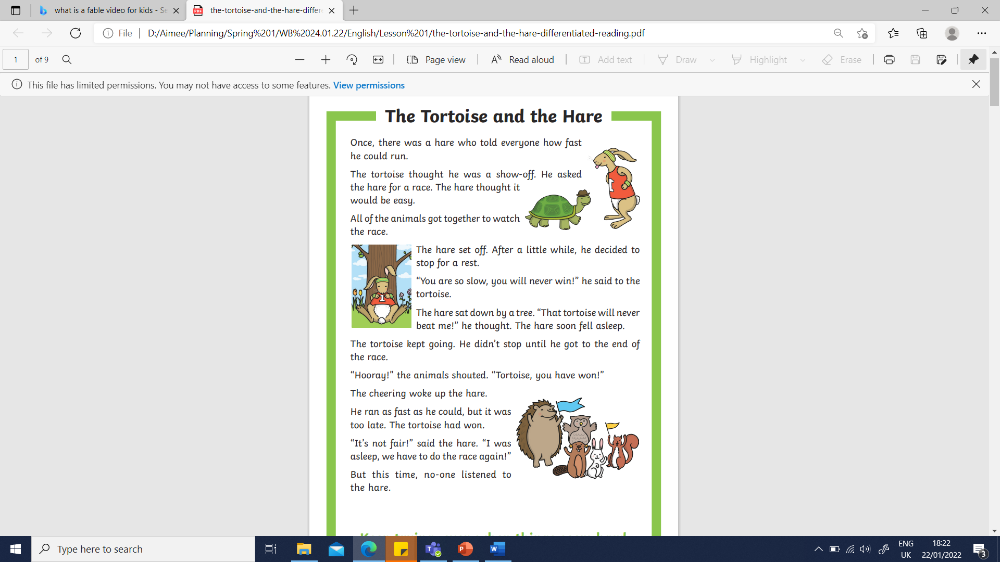 what is a fable video for kids - Se
the-tortoise-and-the-hare-differe
File
D:/Aimee/Planning/Spring%201/WB%2024.01.22/English/Lesson%201/the-tortoise-and-the-hare-differentiated-reading.pdf
1 of 9
Page view
Read aloud
Add text
Draw
Highlight
Erase
This file has limited permissions. You may not have access to some features. View permissions
The Tortoise and the Hare
Once, there was a hare who told everyone how fast
he could run.
The tortoise thought he was a show-off. He asked
the hare for a race. The hare thought it
would be easy.
All of the animals got together to watch
the race.
1
The hare set off. After a little while, he decided to
stop for a rest.
“You are so slow, you will never win!” he said to the
tortoise.
The hare sat down by a tree. “That tortoise will never
beat me!” he thought. The hare soon fell asleep.
1
The tortoise kept going. He didn’t stop until he got to the end of
the race.
“Hooray!” the animals shouted. “Tortoise, you have won!”
The cheering woke up the hare.
He ran as fast as he could, but it was
too late. The tortoise had won.
“It’s not fair!” said the hare. “I was
asleep, we have to do the race again!”
But this time, no-one listened to
the hare.
Type here to search
ENG
UK
18:22
22/01/2022
3